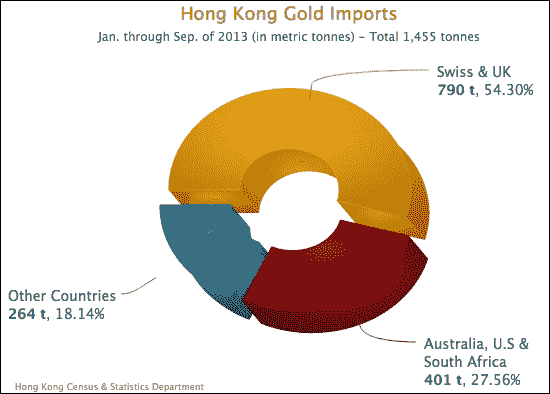 Hong Kong Gold Imports
Jan. through Sep. of 2013 (in metric tonnes) – Total 1,455 tonnes
Swiss & UK
790 t, 54.30%
Other Countries
264 t, 18.14%
Australia, U.S &
South Africa
401 t, 27.56%
Hong Kong Census & Statistics Department